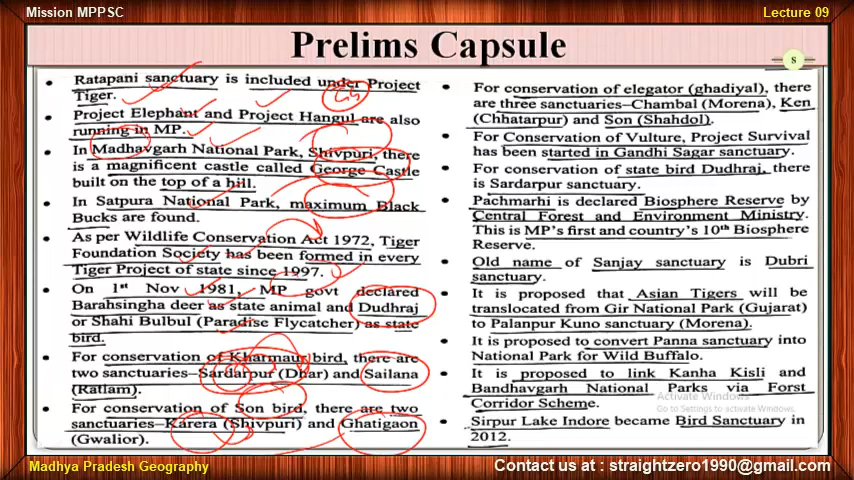 Mission MPPSC
Lecture 09
Prelims Capsule
8
• Ratapani sanctuary is included under Project
Tiger.
• Project Elephant and Project Hangul are also
running in MP.
• In Madhavgarh National Park, Shivpuri, there
is a magnificent castle called George Castle
built on the top of a hill.
• In Satpura National Park, maximum Black
Bucks are found.
• As per Wildlife Conservation Act 1972, Tiger
Foundation Society has been formed in every
Tiger Project of state since 1997.
• On 1st Nov 1981, MP govt declared
Barahsingha deer as state animal and Dudhraj
or Shahi Bulbul (Paradise Flycatcher) as state
bird.
• For conservation of Kharmaur bird, there are
two sanctuaries–Sardarpur (Dhar) and Sailana
(Ratlam).
• For conservation of Son bird, there are two
sanctuaries–Karera (Shivpuri) and Ghatigaon
(Gwalior).
• For conservation of elegator (ghadiyal), there
are three sanctuaries–Chambal (Morena), Ken
(Chhatarpur) and Son (Shahdol).
• For Conservation of Vulture, Project Survival
has been started in Gandhi Sagar sanctuary.
• For conservation of state bird Dudhraj, there
is Sardarpur sanctuary.
• Pachmarhi is declared Biosphere Reserve by
Central Forest and Environment Ministry.
This is MP's first and country's 10th Biosphere
Reserve.
• Old name of Sanjay sanctuary is Dubri
sanctuary.
• It is proposed that Asian Tigers will be
translocated from Gir National Park (Gujarat)
to Palanpur Kuno sanctuary (Morena).
• It is proposed to convert Panna sanctuary into
National Park for Wild Buffalo.
• It is proposed to link Kanha Kisli and
Bandhavgarh National Parks via Forst
Corridor Scheme.
• Sirpur Lake Indore became Bird Sanctuary in
2012.
Activate Windows
Go to Settings to activate Windows.
Madhya Pradesh Geography
Contact us at : straightzero1990@gmail.com